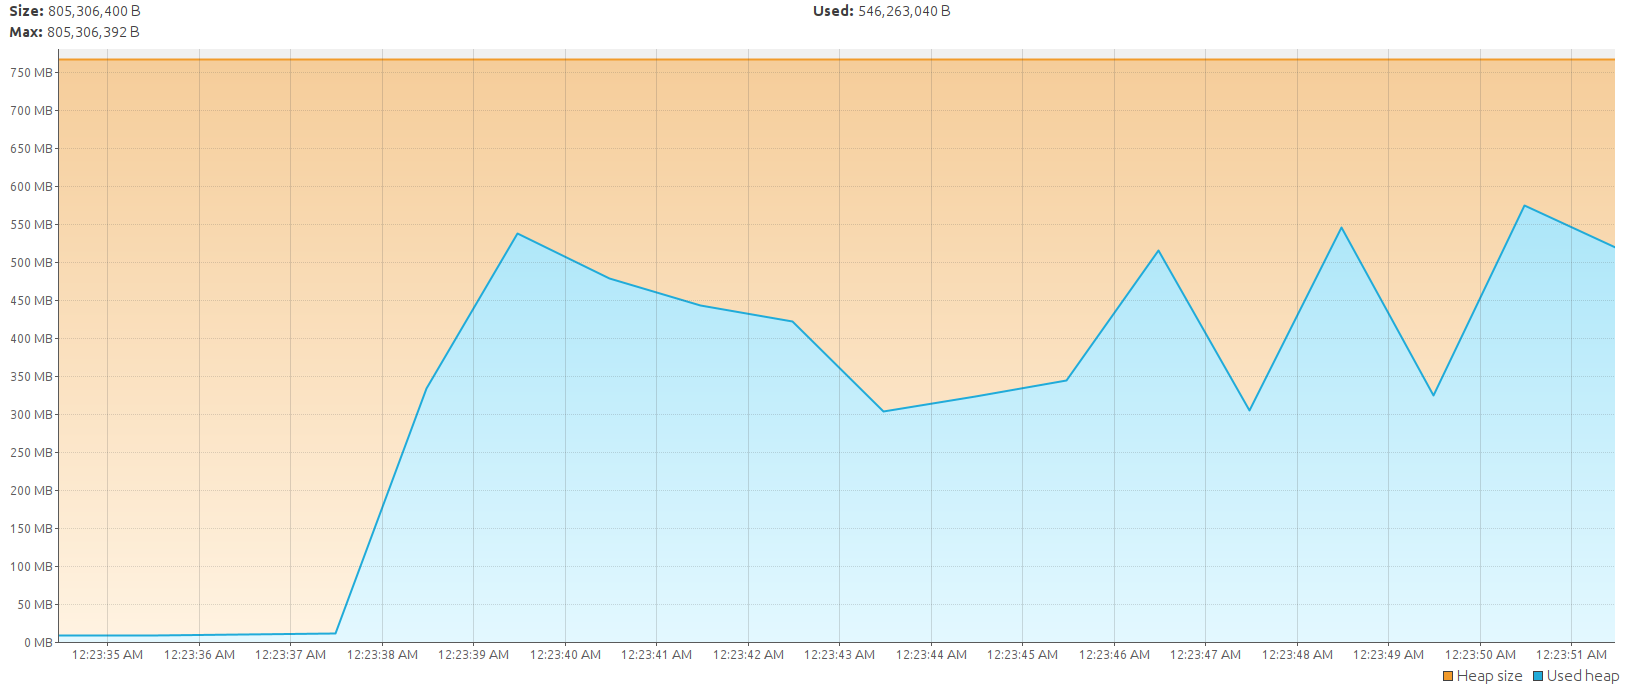 Size: 805,306,400 B
Used: 546,263,040 B
Max: 805,306,392 B
750 MB
700 MB
650 MB
600 MB
550 MB
500 MB
450 MB
400 MB
350 MB
300 MB
250 MB
200 MB
150 MB
100 MB
50 MB
0 MB
12:23:35 AM 12:23:36 AM 12:23:37 AM 12:23:38 AM 12:23:39 AM 12:23:40 AM 12:23:41 AM 12:23:42 AM 12:23:43 AM 12:23:44 AM 12:23:45 AM 12:23:46 AM 12:23:47 AM 12:23:48 AM 12:23:49 AM 12:23:50 AM 12:23:51 AM
Heap size Used heap